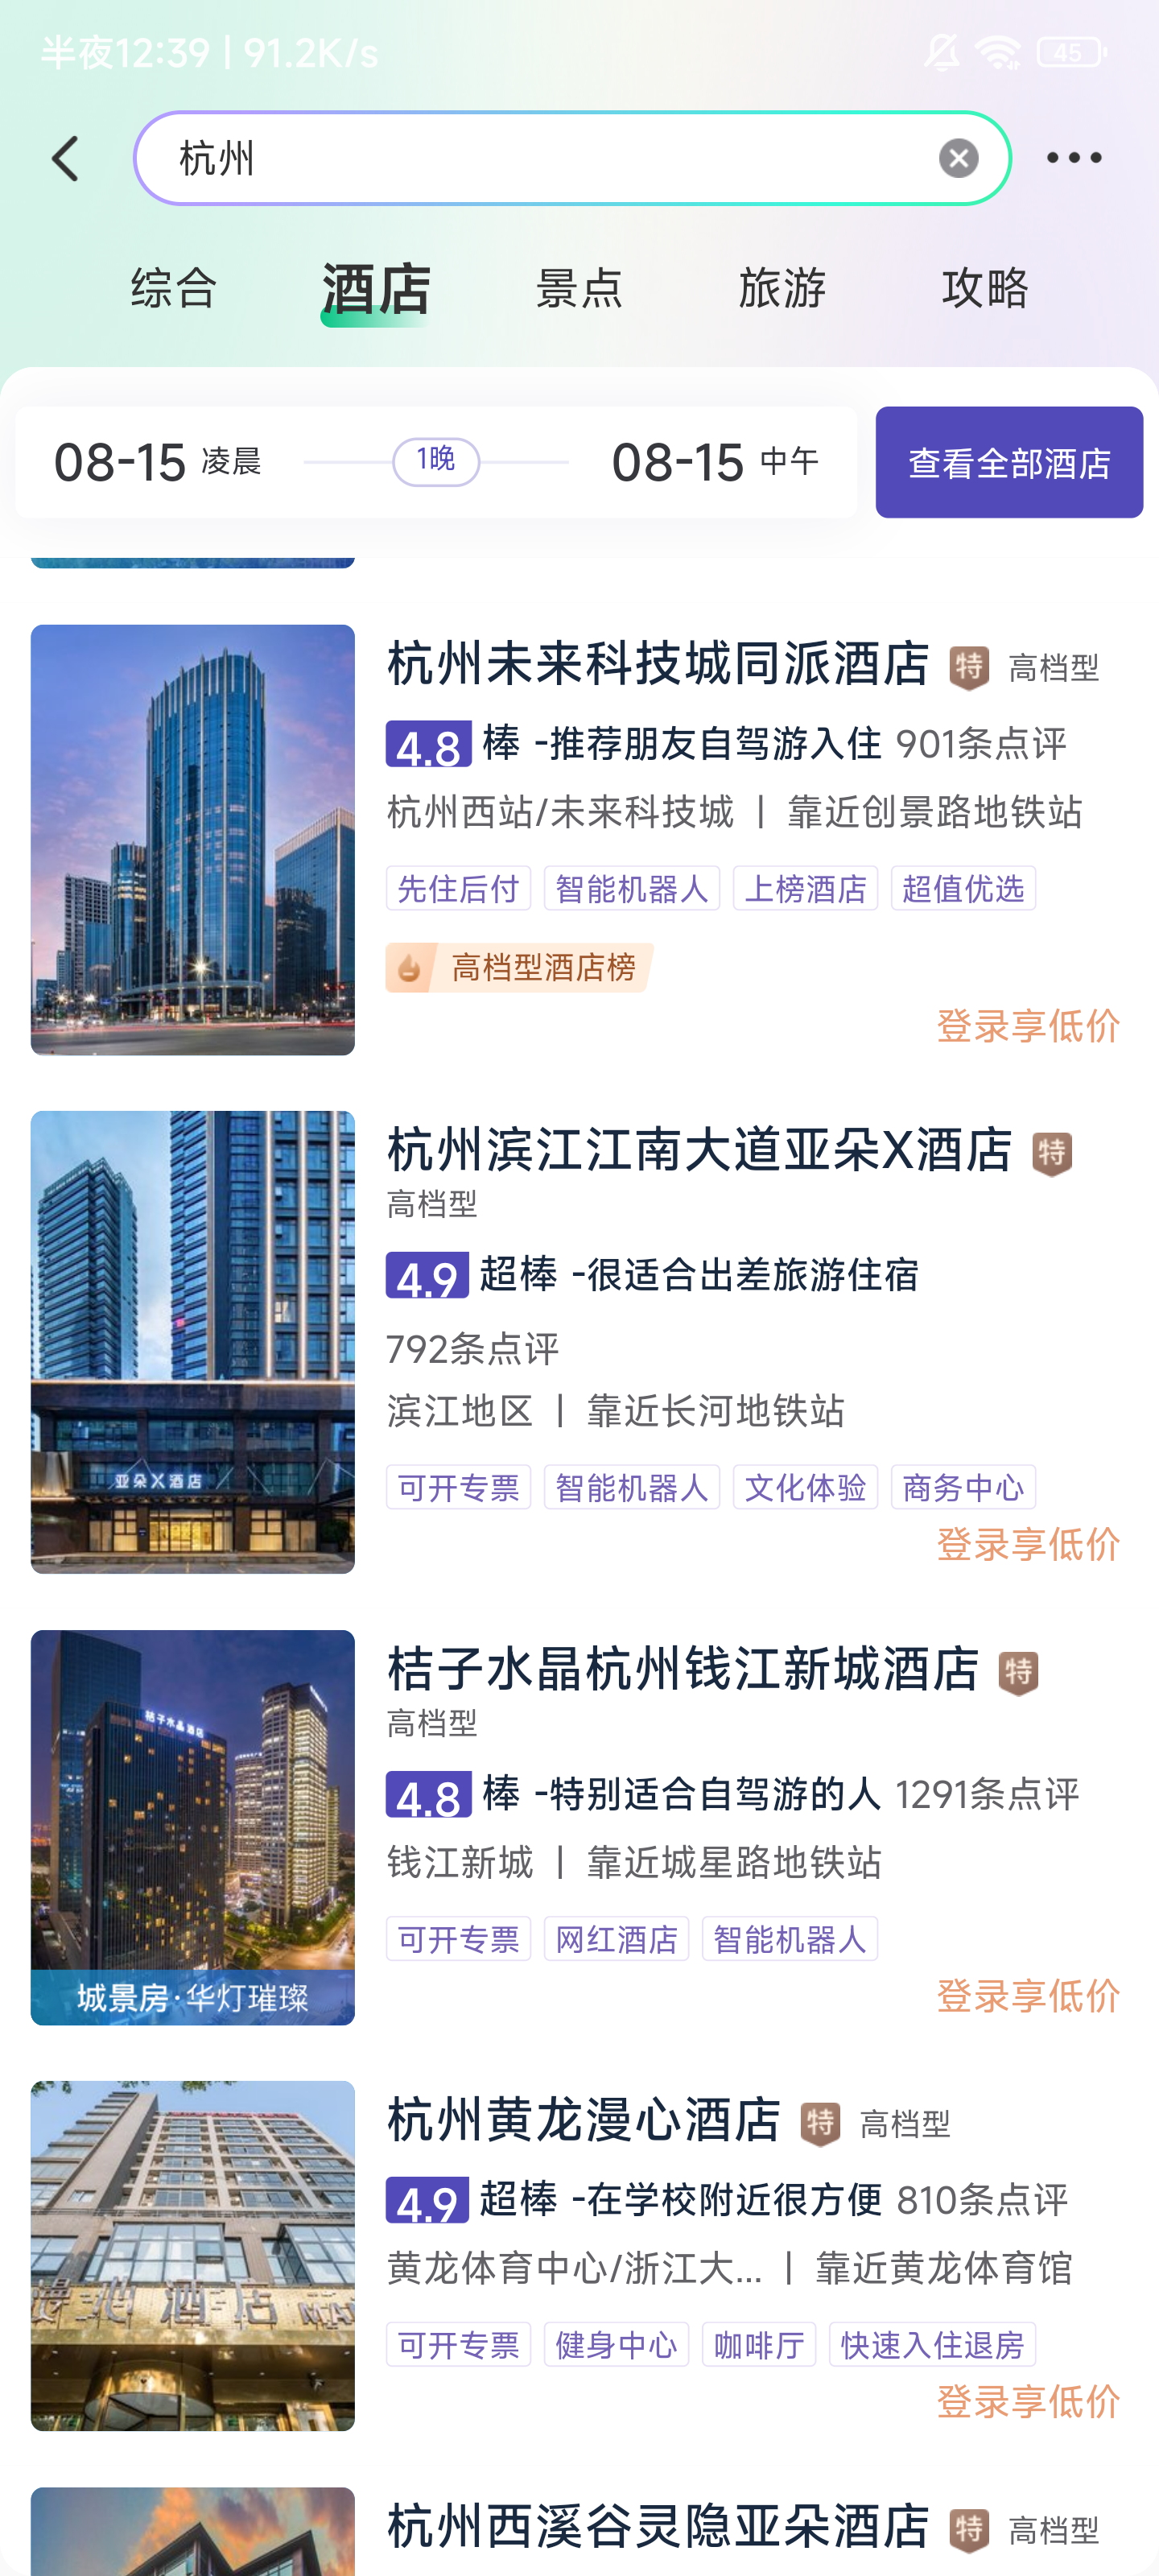 半夜12:39 | 91.2K/s
45
杭州
综合 酒店 景点 旅游 攻略
08-15 凌晨 1晚 08-15 中午 查看全部酒店
杭州未来科技城同派酒店 特 高档型
4.8 棒 -推荐朋友自驾游入住 901条点评
杭州西站/未来科技城 | 靠近创景路地铁站
先住后付 智能机器人 上榜酒店 超值优选
高档型酒店榜
登录享低价
杭州滨江江南大道亚朵X酒店 特
高档型
4.9 超棒 -很适合出差旅游住宿
792条点评
滨江地区 | 靠近长河地铁站
亚朵X酒店
可开专票 智能机器人 文化体验 商务中心
登录享低价
桔子水晶杭州钱江新城酒店 特
高档型
桔子水晶酒店
4.8 棒 -特别适合自驾游的人 1291条点评
钱江新城 | 靠近城星路地铁站
可开专票 网红酒店 智能机器人
城景房·华灯璀璨
登录享低价
杭州黄龙漫心酒店 特 高档型
4.9 超棒 -在学校附近很方便 810条点评
黄龙体育中心/浙江大... | 靠近黄龙体育馆
漫心酒店 MA
可开专票 健身中心 咖啡厅 快速入住退房
登录享低价
杭州西溪谷灵隐亚朵酒店 特 高档型